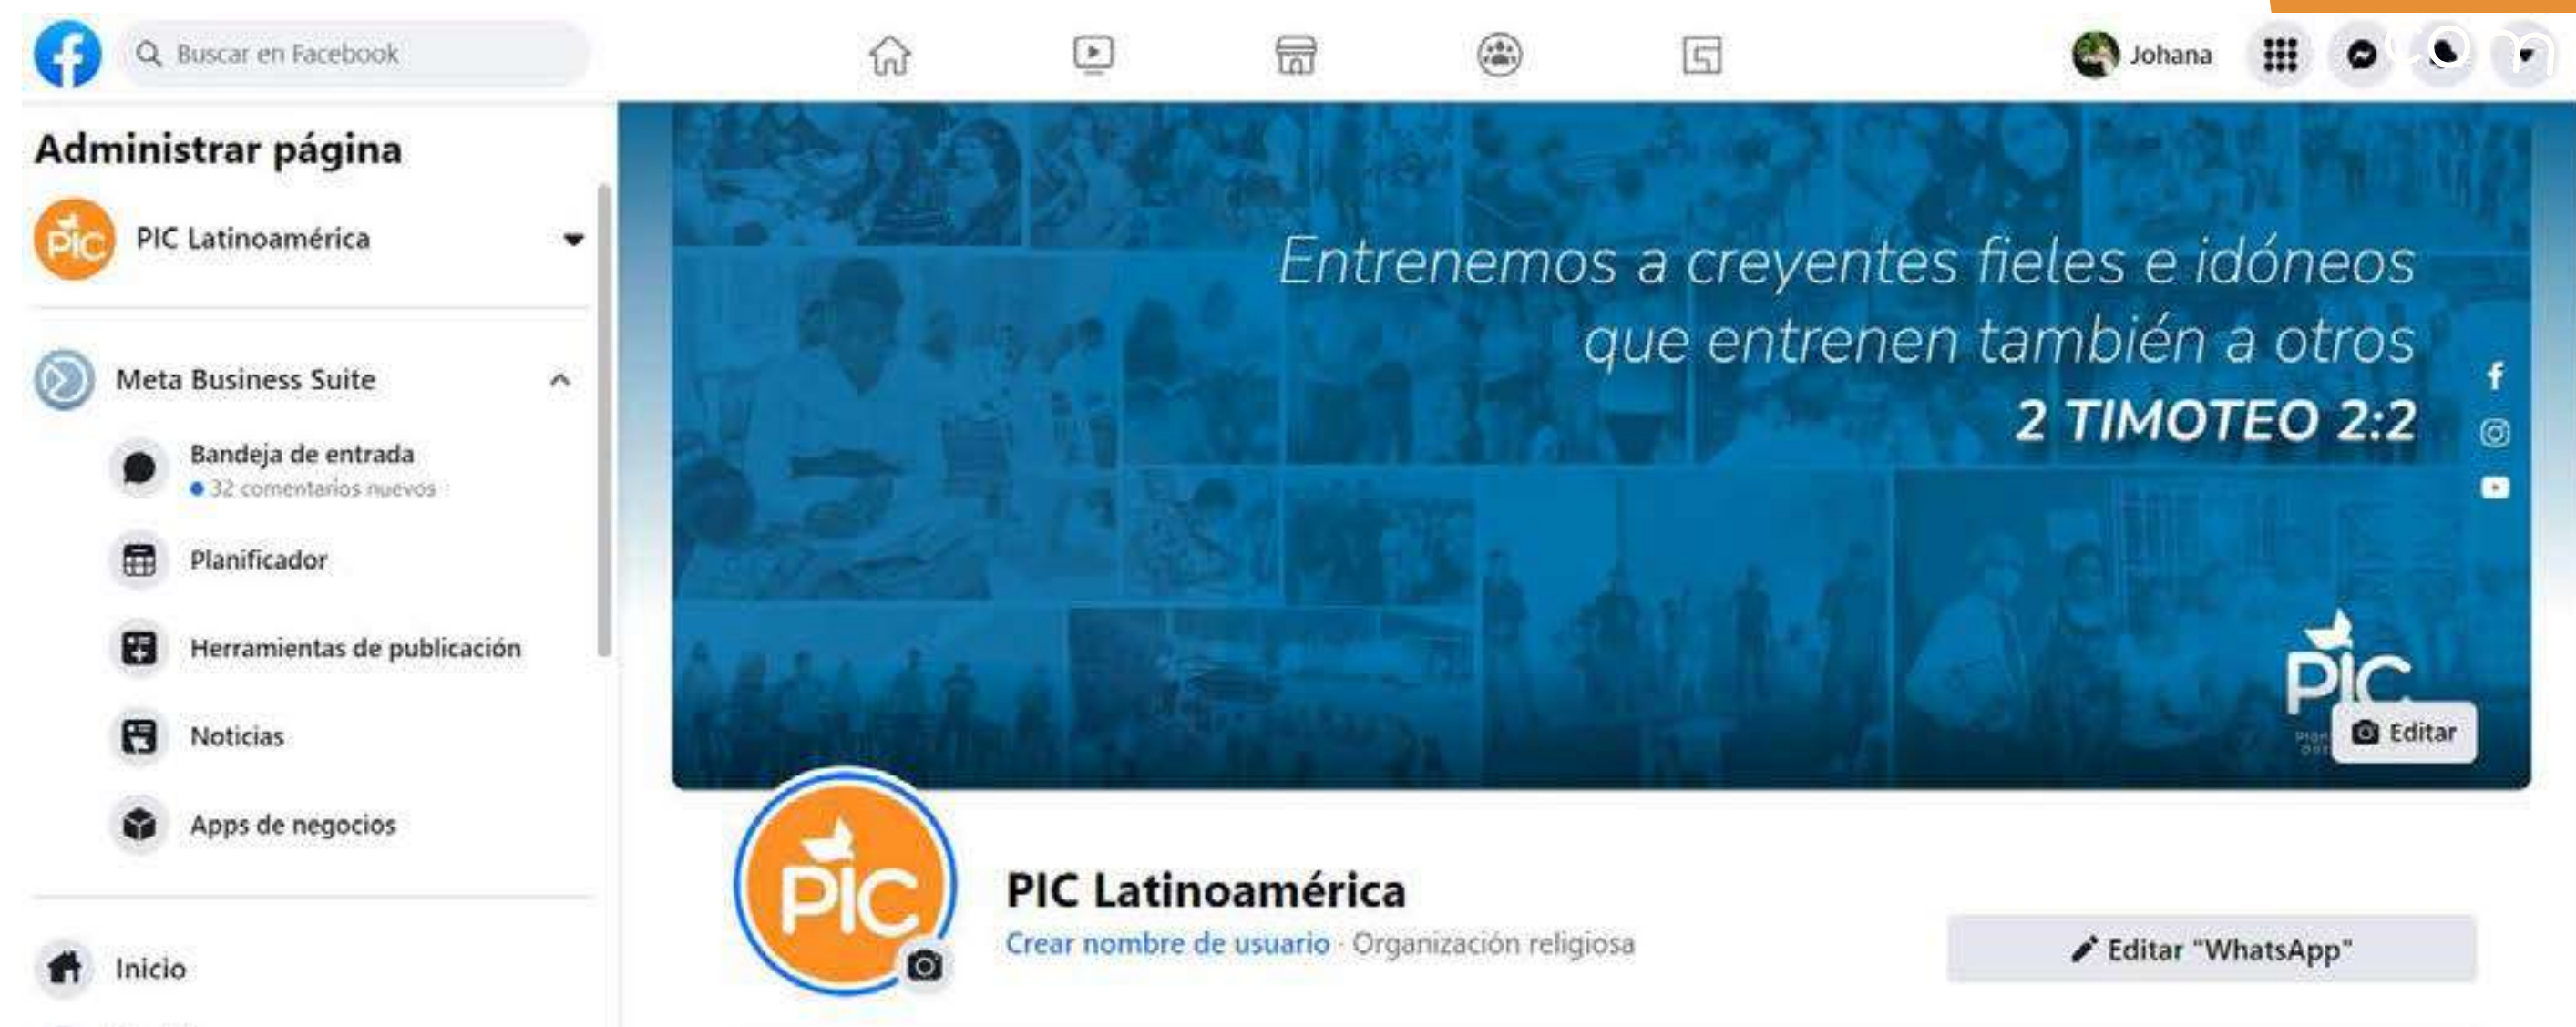 com
Buscar en Facebook
Johana
Administrar página
PIC Latinoamérica
Meta Business Suite
Bandeja de entrada
32 comentarios nuevos
Planificador
Herramientas de publicación
Noticias
Apps de negocios
Inicio
Entrenemos a creyentes fieles e idóneos
que entrenen también a otros
2 TIMOTEO 2:2
PIC
Editar
PIC
PIC
PIC Latinoamérica
Crear nombre de usuario · Organización religiosa
Editar "WhatsApp"